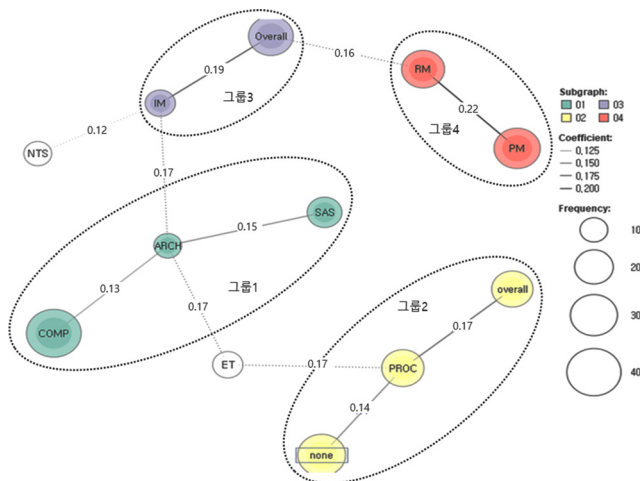 Overall
0.16
RM
0.19
IM
그룹3
그룹4
0.22
PM
0.12
NTS
0.17
SAS
0.15
ARCH
0.13
그룹1
COMP
0.17
ET
0.17
그룹2
overall
0.17
PROC
0.14
none
Subgraph:
01 03
02 04
Coefficient:
0,125
0,150
0,175
0,200
Frequency:
10
20
30
40